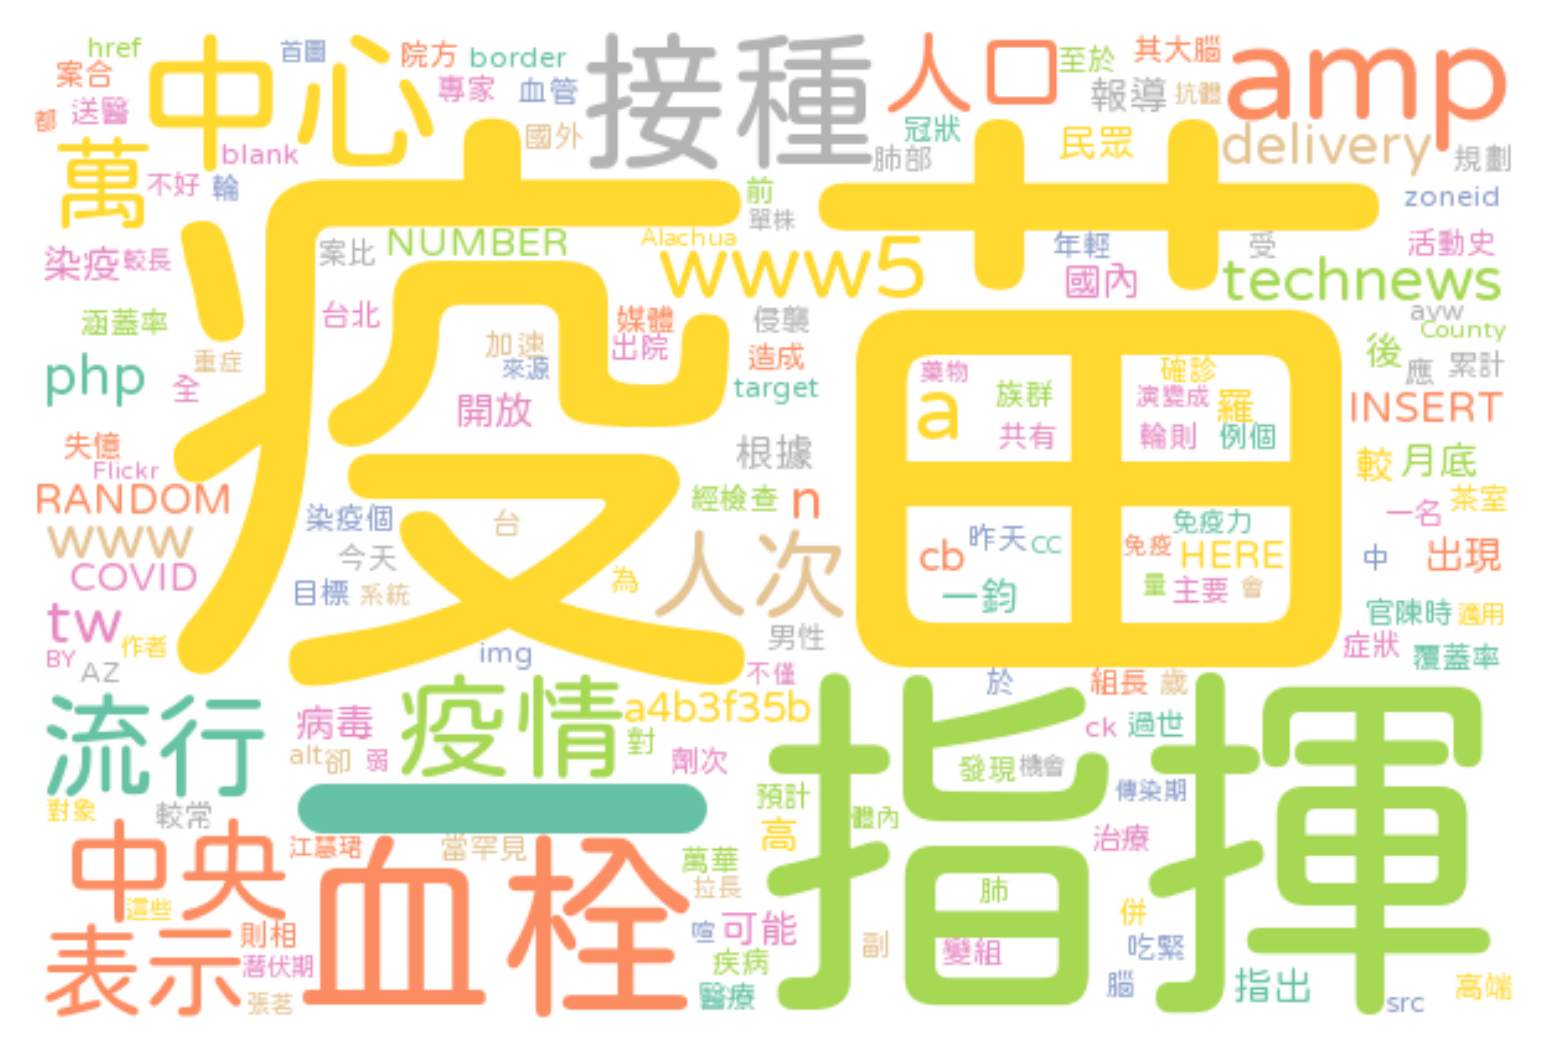 href
中心
首圖
院方
border
接種
人口
至於
其大腦
amp
案合
專家
血管
報導
抗體
送醫
都
國外
冠狀
民眾
delivery
blank
肺部
規劃
萬
不好
輪
疫苗
前
zoneid
單株
染疫
較長
案比
NUMBER
Alachua
www5
年輕
受
活動史
國內
technews
涵蓋率
台北
媒體
侵襲
County
加速
出院
造成
後
應
累計
php
重症
全
來源
target
藥物
族群
確診
演變成
羅
a
開放
共有
輪則
例個
INSERT
失憶
Flickr
根據
較
月底
RANDOM
經檢查
n
茶室
一名
染疫個
台
免疫力
www
今天
人次
cb
昨天
cc
免疫
HERE
中
出現
COVID
目標
系統
為
一鈞
量
主要
會
官陳時
適用
tw
作者
男性
症狀
覆蓋率
BY
AZ
img
不僅
於
組長
歲
流行
病毒
疫情
a4b3f35b
指揮
ck
過世
alt
卻
弱
對
劑次
發現
機會
對象
較常
一
預計
體內
傳染期
中央
江慧珺
血栓
當罕見
高
治療
萬華
這些
拉長
肺
併
表示
則相
喧
可能
副
變組
吃緊
潛伏期
疾病
腦
指出
高端
張茗
醫療
src